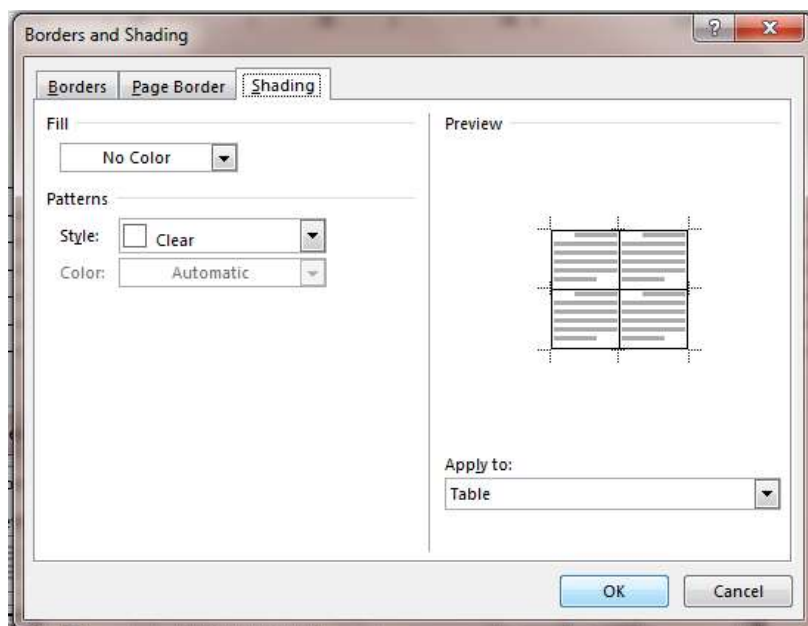 Borders and Shading
Borders Page Border Shading
Fill
No Color
Patterns
Style: Clear
Color: Automatic
Preview
Apply to:
Table
OK Cancel